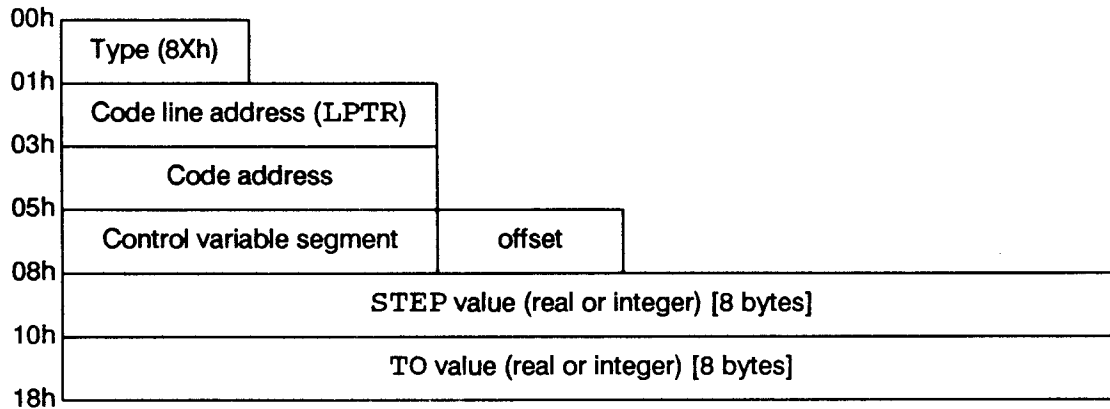 00h
Type (8Xh)
01h
Code line address (LPTR)
03h
Code address
05h
Control variable segment offset
08h
STEP value (real or integer) [8 bytes]
10h
TO value (real or integer) [8 bytes]
18h